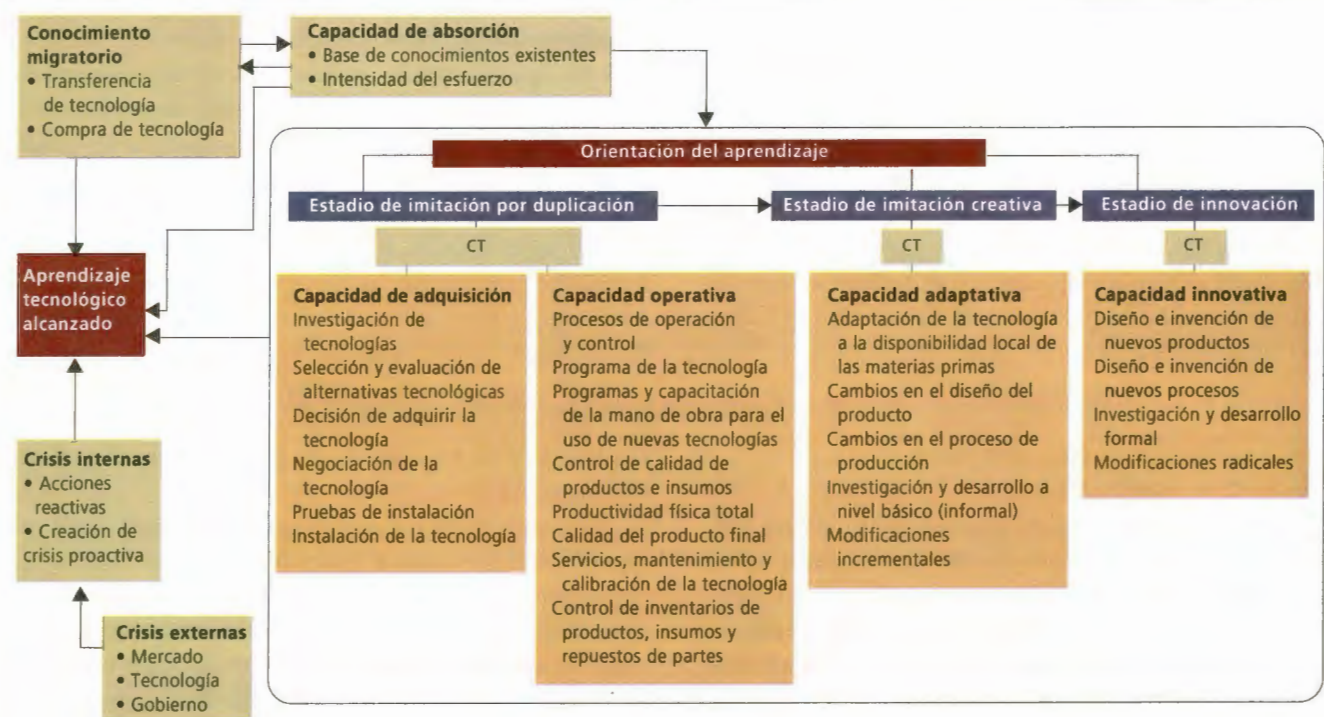 Conocimiento
migratorio
• Transferencia
de tecnología
• Compra de tecnología
Capacidad de absorción
• Base de conocimientos existentes
• Intensidad del esfuerzo
Orientación del aprendizaje
Estadio de imitación por duplicación
Estadio de imitación creativa
Estadio de innovación
CT
CT
CT
Aprendizaje
tecnológico
alcanzado
Capacidad de adquisición
Investigación de
tecnologías
Selección y evaluación de
alternativas tecnológicas
Decisión de adquirir la
tecnología
Negociación de la
tecnología
Pruebas de instalación
Instalación de la tecnología
Capacidad operativa
Procesos de operación
y control
Programa de la tecnología
Programas y capacitación
de la mano de obra para el
uso de nuevas tecnologías
Control de calidad de
productos e insumos
Productividad física total
Calidad del producto final
Servicios, mantenimiento y
calibración de la tecnología
Control de inventarios de
productos, insumos y
repuestos de partes
Capacidad adaptativa
Adaptación de la tecnología
a la disponibilidad local de
las materias primas
Cambios en el diseño del
producto
Cambios en el proceso de
producción
Investigación y desarrollo a
nivel básico (informal)
Modificaciones
incrementales
Capacidad innovativa
Diseño e invención de
nuevos productos
Diseño e invención de
nuevos procesos
Investigación y desarrollo
formal
Modificaciones radicales
Crisis internas
• Acciones
reactivas
• Creación de
crisis proactiva
Crisis externas
• Mercado
• Tecnología
• Gobierno